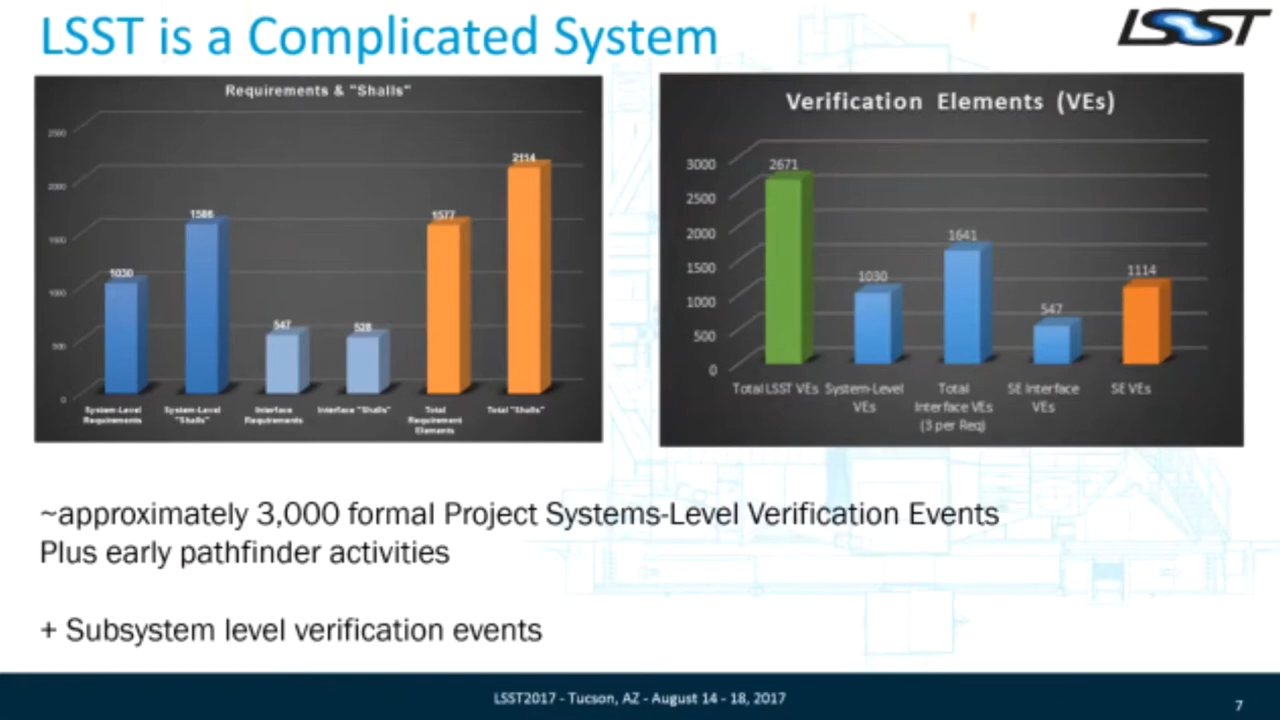 LSST is a Complicated System
LSST
Requirements & "Shalls"
2500
2000
1500
1000
500
0
1030
1586
547
528
1577
2114
System-Level
Requirements
System-Level
"Shalls"
Interface
Requirements
Interface "Shalls"
Total
Requirement
Elements
Total "Shalls"
Verification Elements (VEs)
3000
2500
2000
1500
1000
500
0
2671
1030
1641
547
1114
Total LSST VEs
System-Level
VEs
Total
Interface VEs
(3 per Req)
SE Interface
VEs
SE VEs
~approximately 3,000 formal Project Systems-Level Verification Events
Plus early pathfinder activities
+ Subsystem level verification events
LSST2017 - Tucson, AZ - August 14 - 18, 2017
7